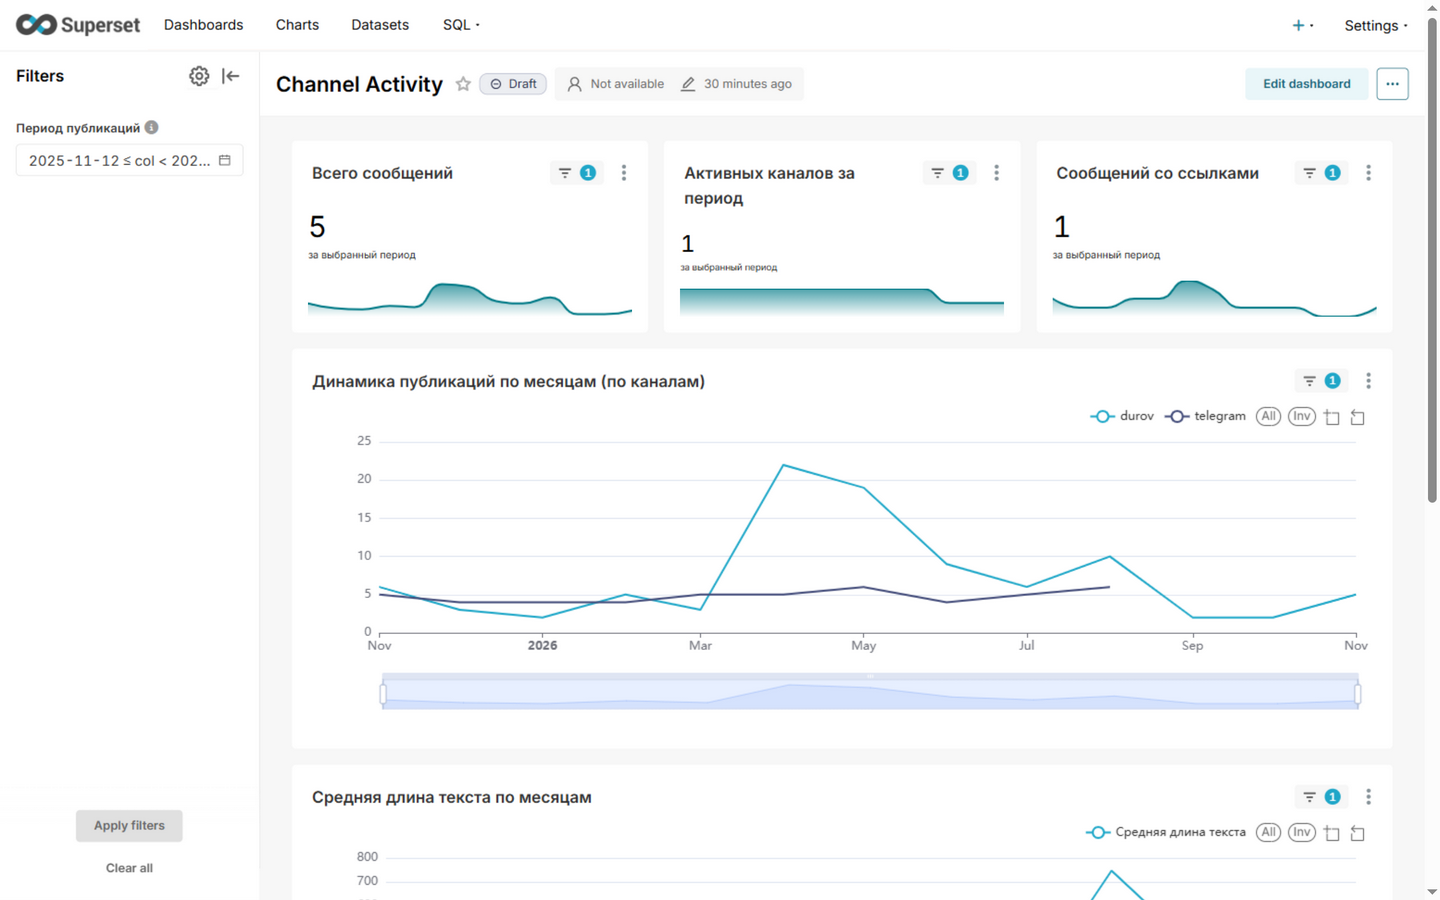 Superset
Dashboards
Charts
Datasets
SQL
+
Settings
Filters
Период публикаций
2025-11-12 ≤ col < 202...
Apply filters
Clear all
Channel Activity
Draft
Not available
30 minutes ago
Edit dashboard
...
Всего сообщений
1
5
за выбранный период
Активных каналов за
период
1
1
за выбранный период
Сообщений со ссылками
1
1
за выбранный период
Динамика публикаций по месяцам (по каналам)
1
durov
telegram
All
Inv
25
20
15
10
5
0
Nov
2026
Mar
May
Jul
Sep
Nov
Средняя длина текста по месяцам
1
Средняя длина текста
All
Inv
800
700